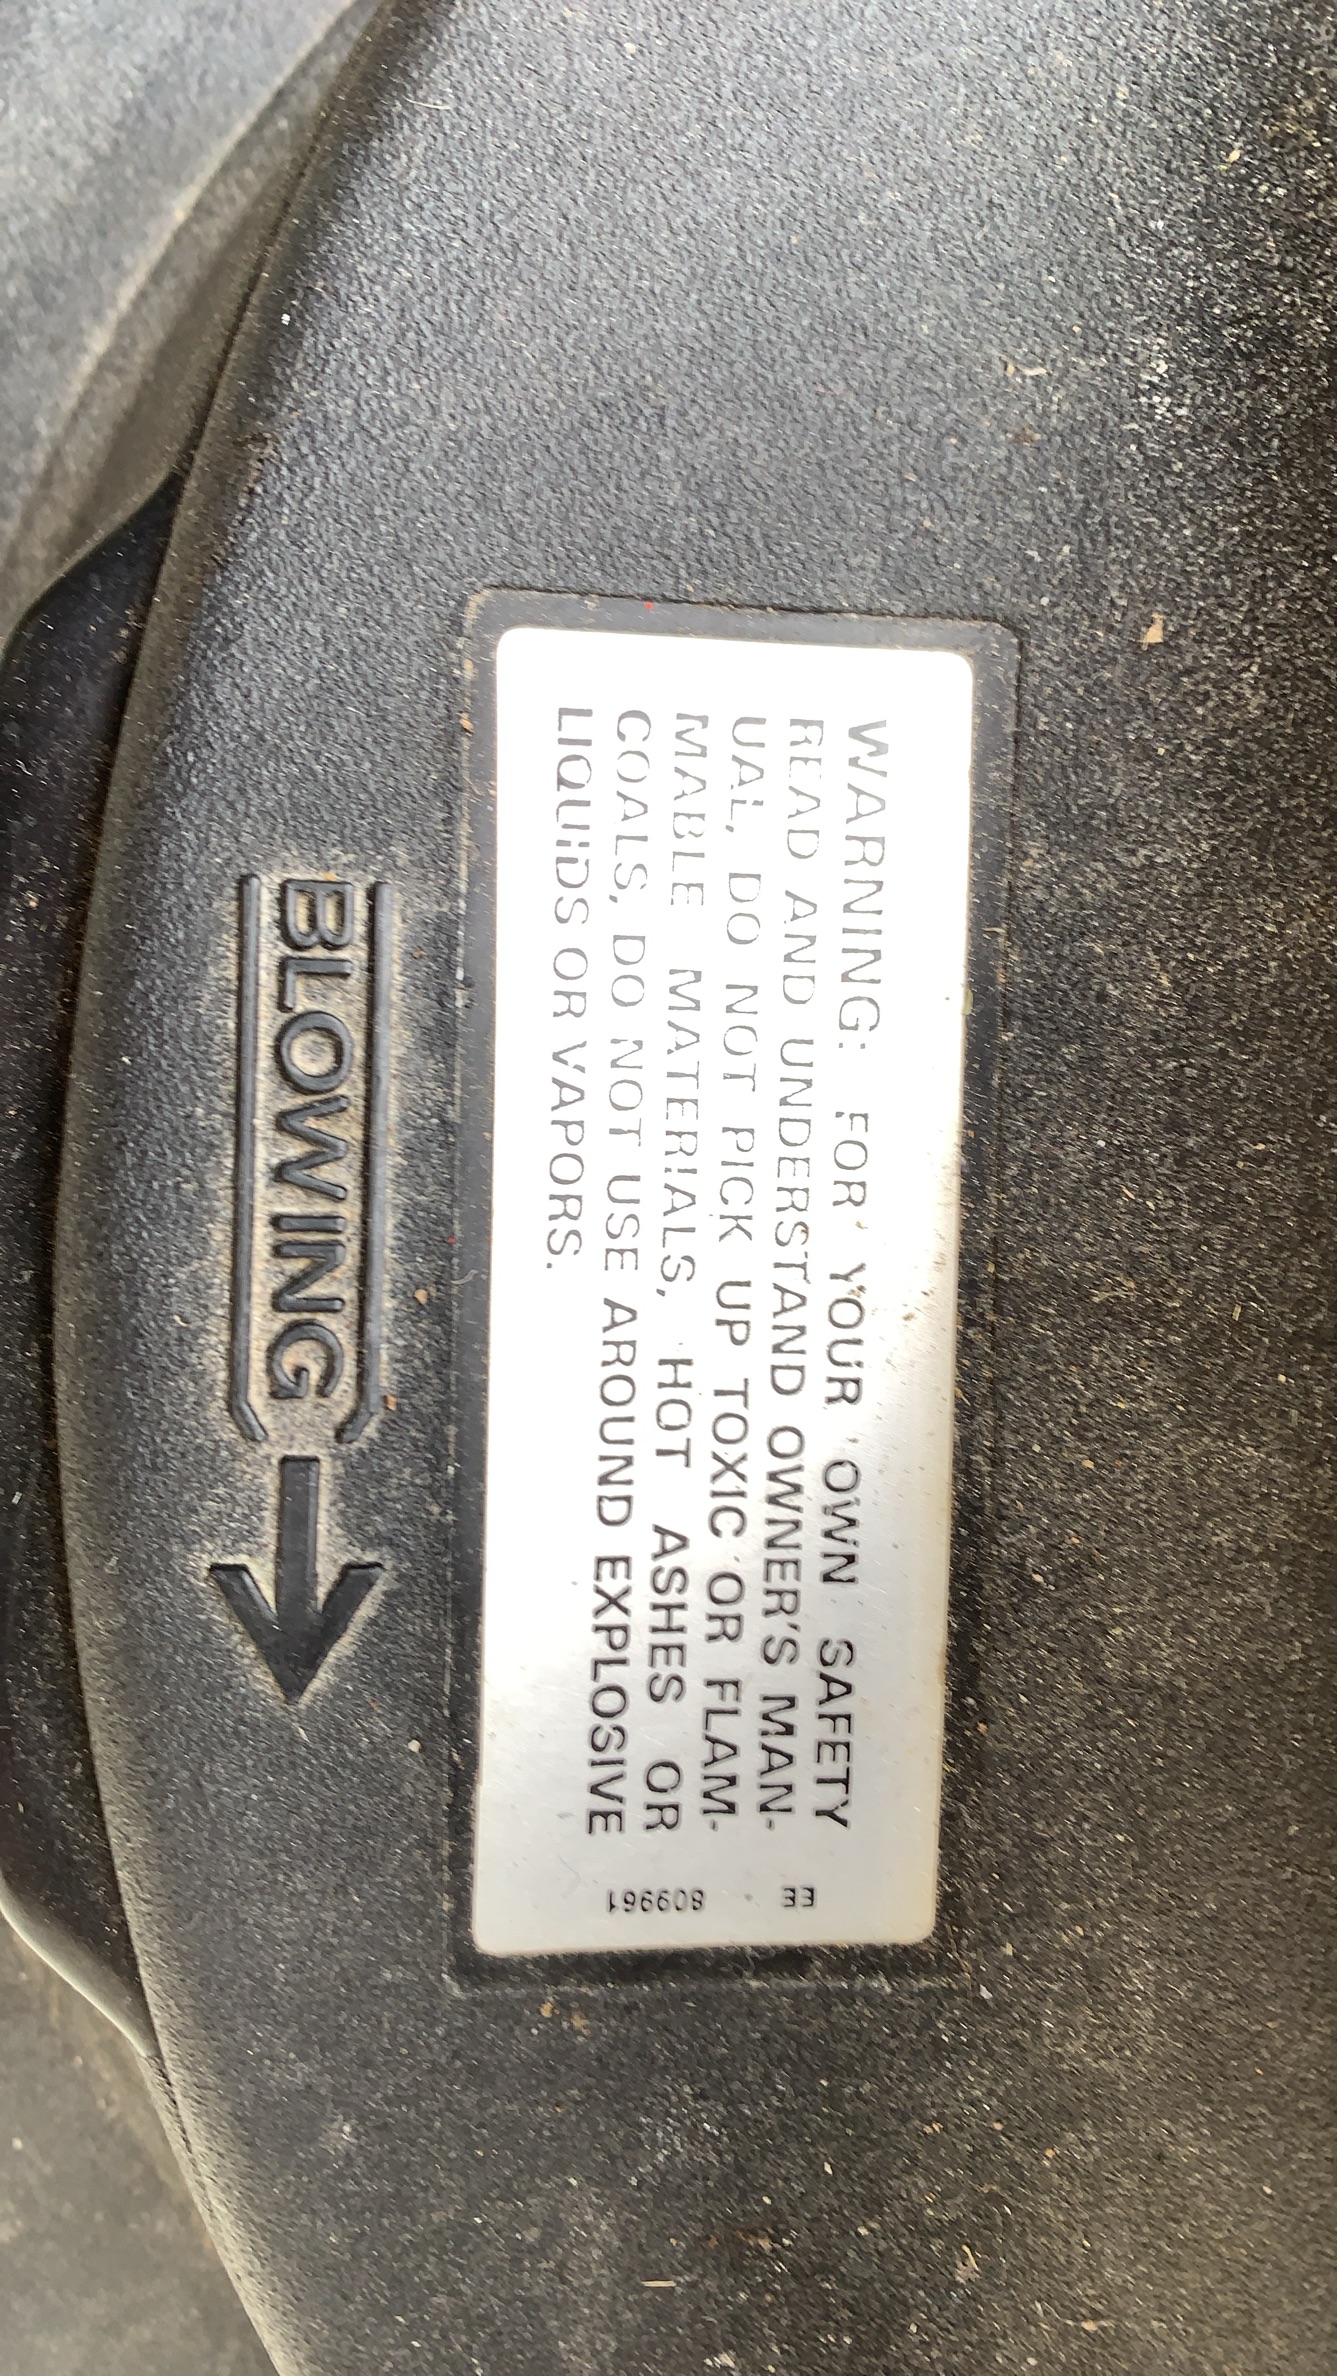 WARNING: FOR YOUR OWN SAFETY
READ AND UNDERSTAND OWNER'S MAN-
UAL, DO NOT PICK UP TOXIC OR FLAM-
MABLE MATERIALS, HOT ASHES OR
COALS, DO NOT USE AROUND EXPLOSIVE
LIQUIDS OR VAPORS.
EE
809961
BLOWING